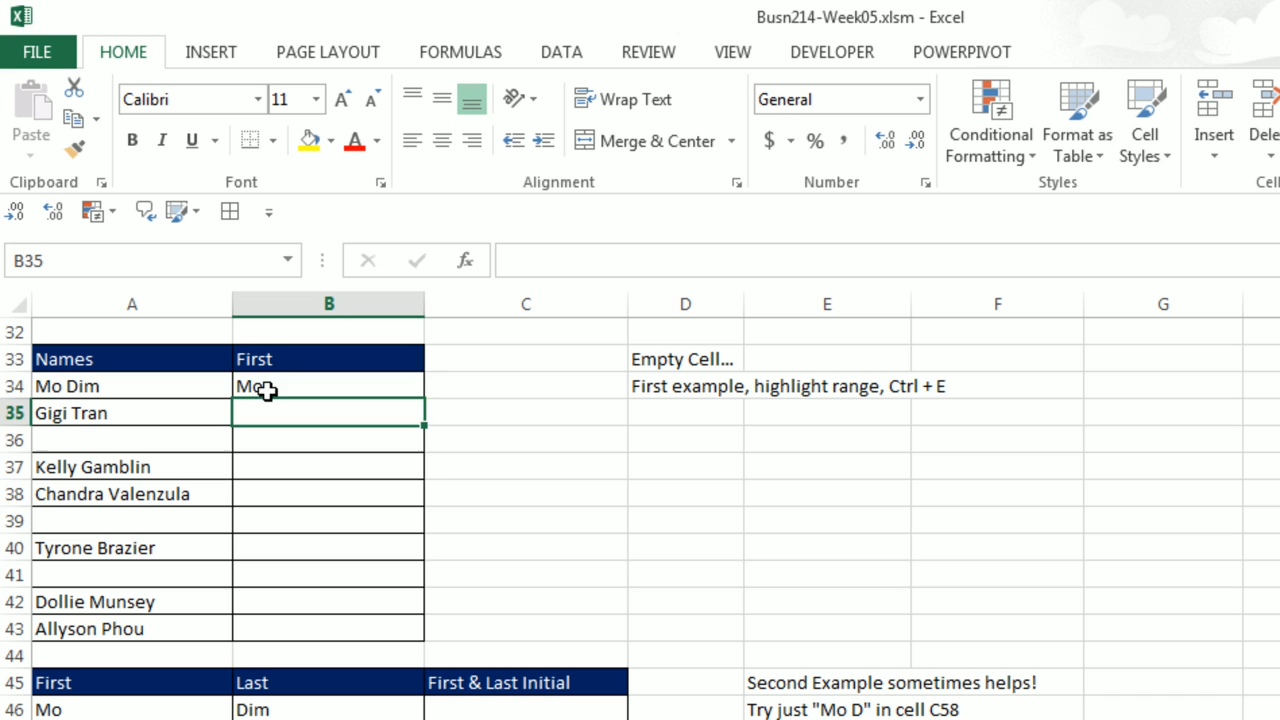 Busn214-Week05.xlsm - Excel
FILE HOME INSERT PAGE LAYOUT FORMULAS DATA REVIEW VIEW DEVELOPER POWERPIVOT
Paste
Clipboard
Calibri 11
B I U A
Font
Wrap Text
Merge & Center
Alignment
General
$ % ,
Number
Conditional Formatting
Format as Table
Cell Styles
Styles
Insert
Dele
Cell
B35
fx
A B C D E F G
32
33 Names First Empty Cell...
34 Mo Dim Mo First example, highlight range, Ctrl + E
35 Gigi Tran
36
37 Kelly Gamblin
38 Chandra Valenzula
39
40 Tyrone Brazier
41
42 Dollie Munsey
43 Allyson Phou
44
45 First Last First & Last Initial Second Example sometimes helps!
46 Mo Dim Try just "Mo D" in cell C58